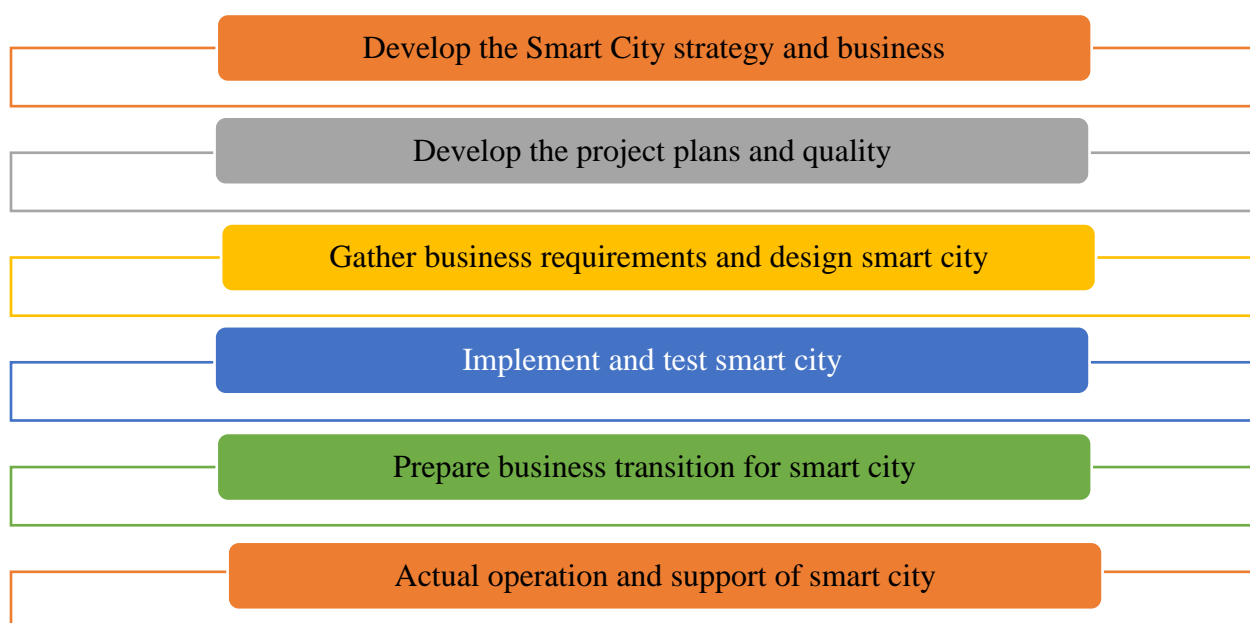 Develop the Smart City strategy and business
Develop the project plans and quality
Gather business requirements and design smart city
Implement and test smart city
Prepare business transition for smart city
Actual operation and support of smart city